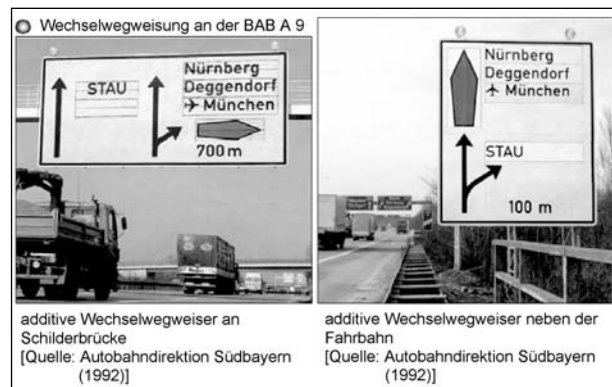 Wechselwegweisung an der BAB A 9
STAU
Nürnberg
Deggendorf
München
700 m
additive Wechselwegweiser an
Schilderbrücke
[Quelle: Autobahndirektion Südbayern
(1992)]
Nürnberg
Deggendorf
München
STAU
100 m
additive Wechselwegweiser neben der
Fahrbahn
[Quelle: Autobahndirektion Südbayern
(1992)]